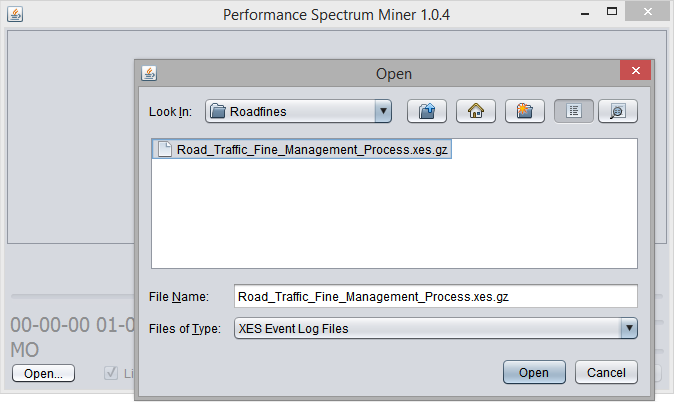 Performance Spectrum Miner 1.0.4
Open
Look In: Roadfines
Road_Traffic_Fine_Management_Process.xes.gz
File Name: Road_Traffic_Fine_Management_Process.xes.gz
Files of Type: XES Event Log Files
Open Cancel
00-00-00 01-0
MO
Open... Li